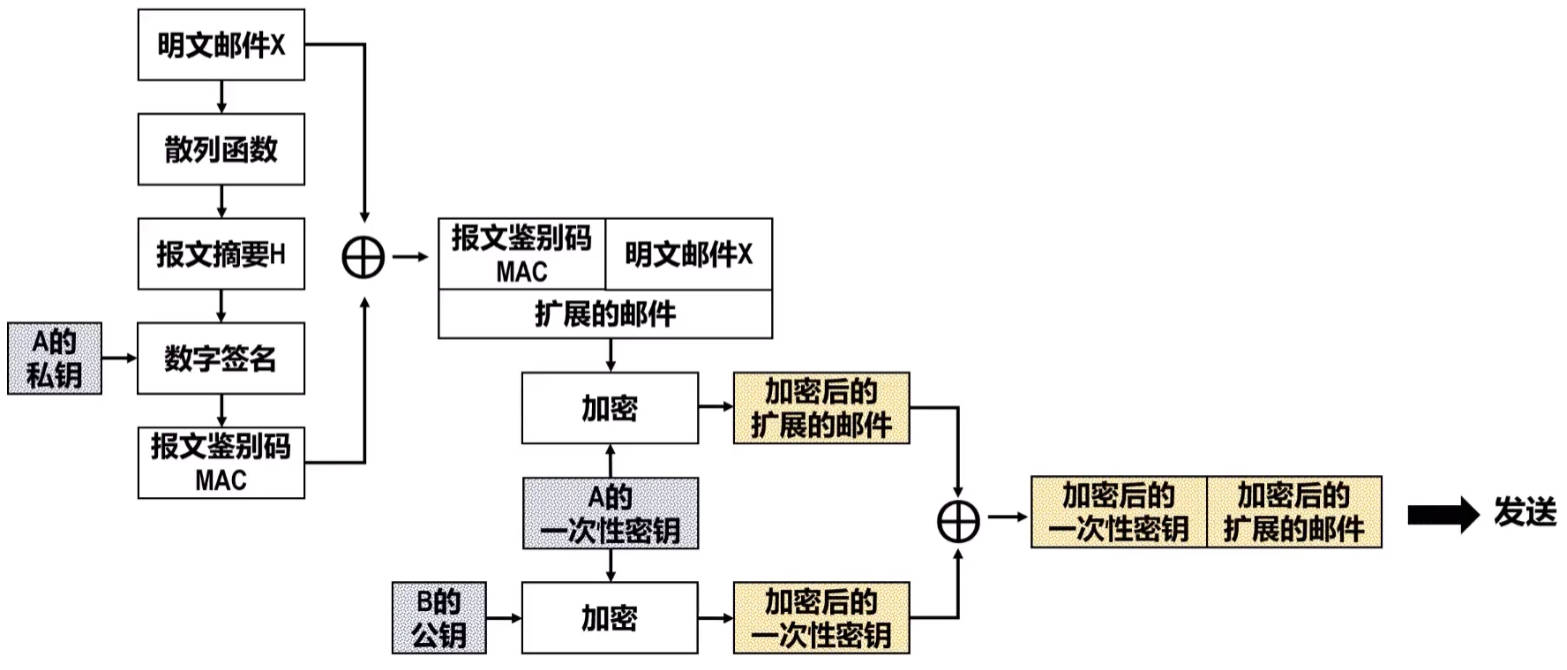 明文邮件X
散列函数
报文摘要H
A的
私钥
数字签名
报文鉴别码
MAC
报文鉴别码
MAC
明文邮件X
扩展的邮件
加密
加密后的
扩展的邮件
A的
一次性密钥
B的
公钥
加密
加密后的
一次性密钥
加密后的
一次性密钥
加密后的
扩展的邮件
发送